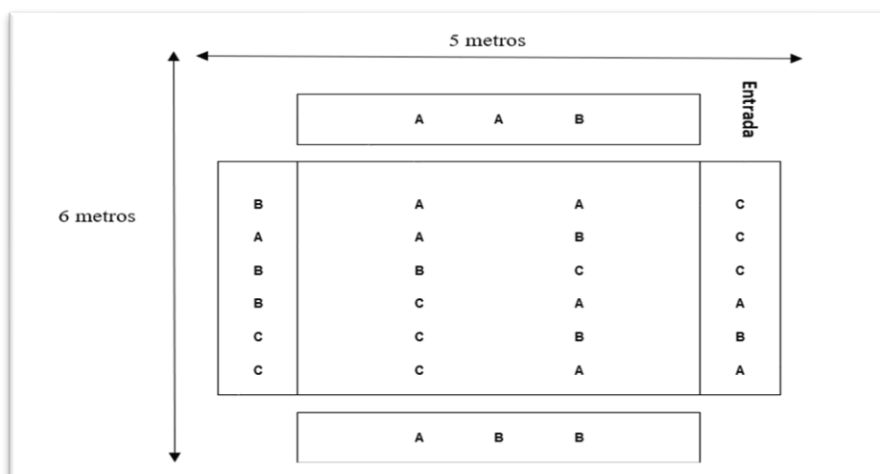 5 metros
Entrada
A A B
6 metros
B A A C
A A B C
B B C C
B C A A
C C B B
C C A A
A B B